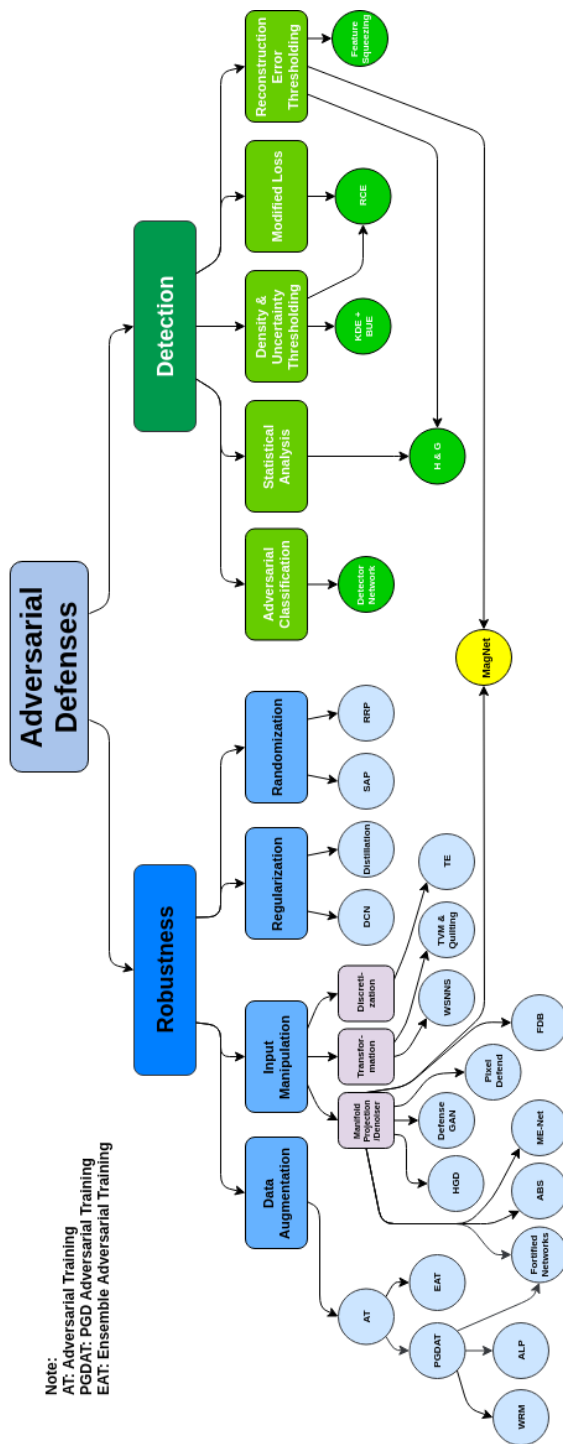 Note:
AT: Adversarial Training
PGDAT: PGD Adversarial Training
EAT: Ensemble Adversarial Training
Adversarial
Defenses
Robustness
Detection
Data
Augmentation
Input
Manipulation
Regularization
Randomization
Adversarial
Classification
Statistical
Analysis
Density &
Uncertainty
Thresholding
Modified Loss
Reconstruction
Error
Thresholding
AT
Manifold
Projection
/Denoiser
Transfor-
mation
Discreti-
zation
DCN
Distillation
SAP
RRP
Detector
Network
KDE +
BUE
RCE
Feature
Squeezing
PGDAT
EAT
HGD
Defense
GAN
WSNNS
TVM &
Quilting
TE
H & G
Pixel
Defend
MagNet
WRM
ALP
Fortified
Networks
ABS
ME-Net
FDB